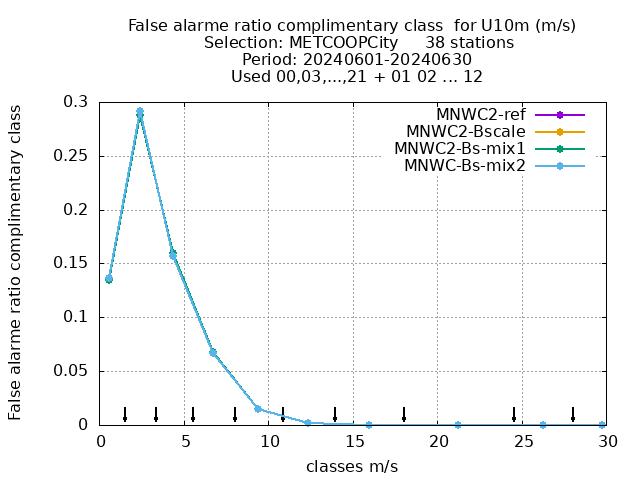 False alarme ratio complimentary class  for U10m (m/s)
Selection: METCOOPCity     38 stations
Period: 20240601-20240630
Used 00,03,...,21 + 01 02 ... 12
False alarme ratio complimentary class
0.3
0.25
0.2
0.15
0.1
0.05
0
MNWC2-ref
MNWC2-Bscale
MNWC2-Bs-mix1
MNWC-Bs-mix2
0 5 10 15 20 25 30
classes m/s